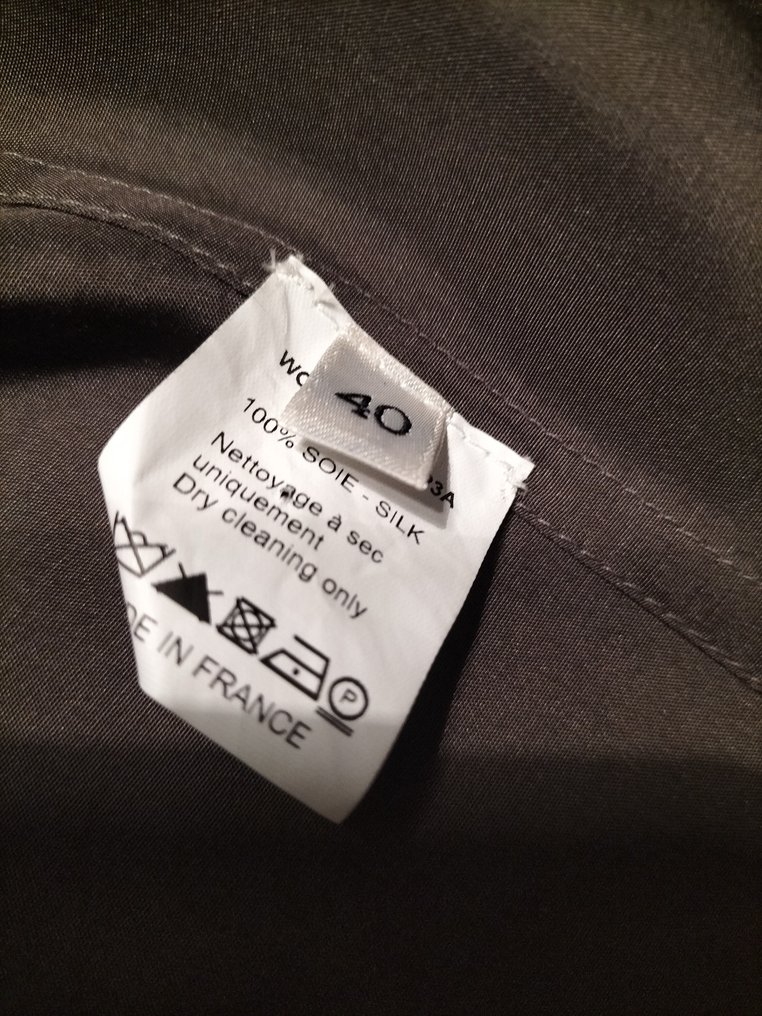 40
100% SOIE - SILK
Nettoyage à sec
uniquement
Dry cleaning only
P
IN FRANCE